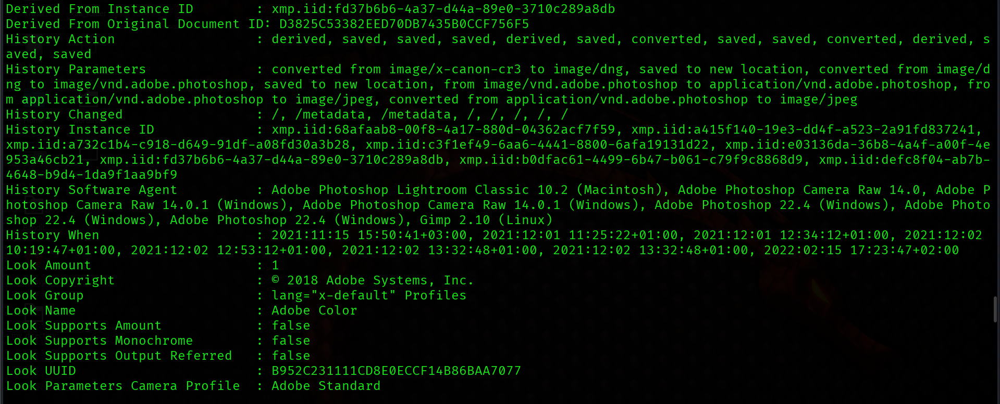 Derived From Instance ID        : xmp.iid:fd37b6b6-4a37-d44a-89e0-3710c289a8db
Derived From Original Document ID: D3825C53382EED70DB7435B0CCF756F5
History Action                  : derived, saved, saved, saved, derived, saved, converted, saved, saved, converted, derived, s
aved, saved
History Parameters              : converted from image/x-canon-cr3 to image/dng, saved to new location, converted from image/d
ng to image/vnd.adobe.photoshop, saved to new location, from image/vnd.adobe.photoshop to application/vnd.adobe.photoshop, fro
m application/vnd.adobe.photoshop to image/jpeg, converted from application/vnd.adobe.photoshop to image/jpeg
History Changed                 : /, /metadata, /metadata, /, /, /, /, /
History Instance ID             : xmp.iid:68afaab8-00f8-4a17-880d-04362acf7f59, xmp.iid:a415f140-19e3-dd4f-a523-2a91fd837241,
xmp.iid:a732c1b4-c918-d649-91df-a08fd30a3b28, xmp.iid:c3f1ef49-6aa6-4441-8800-6afa19131d22, xmp.iid:e03136da-36b8-4a4f-a00f-4e
953a46cb21, xmp.iid:fd37b6b6-4a37-d44a-89e0-3710c289a8db, xmp.iid:b0dfac61-4499-6b47-b061-c79f9c8868d9, xmp.iid:defc8f04-ab7b-
4648-b9d4-1da9f1aa9bf9
History Software Agent          : Adobe Photoshop Lightroom Classic 10.2 (Macintosh), Adobe Photoshop Camera Raw 14.0, Adobe P
hotoshop Camera Raw 14.0.1 (Windows), Adobe Photoshop Camera Raw 14.0.1 (Windows), Adobe Photoshop 22.4 (Windows), Adobe Photo
shop 22.4 (Windows), Adobe Photoshop 22.4 (Windows), Gimp 2.10 (Linux)
History When                    : 2021:11:15 15:50:41+03:00, 2021:12:01 11:25:22+01:00, 2021:12:01 12:34:12+01:00, 2021:12:02
10:19:47+01:00, 2021:12:02 12:53:12+01:00, 2021:12:02 13:32:48+01:00, 2021:12:02 13:32:48+01:00, 2022:02:15 17:23:47+02:00
Look Amount                     : 1
Look Copyright                  : © 2018 Adobe Systems, Inc.
Look Group                      : lang="x-default" Profiles
Look Name                       : Adobe Color
Look Supports Amount            : false
Look Supports Monochrome        : false
Look Supports Output Referred   : false
Look UUID                       : B952C231111CD8E0ECCF14B86BAA7077
Look Parameters Camera Profile  : Adobe Standard